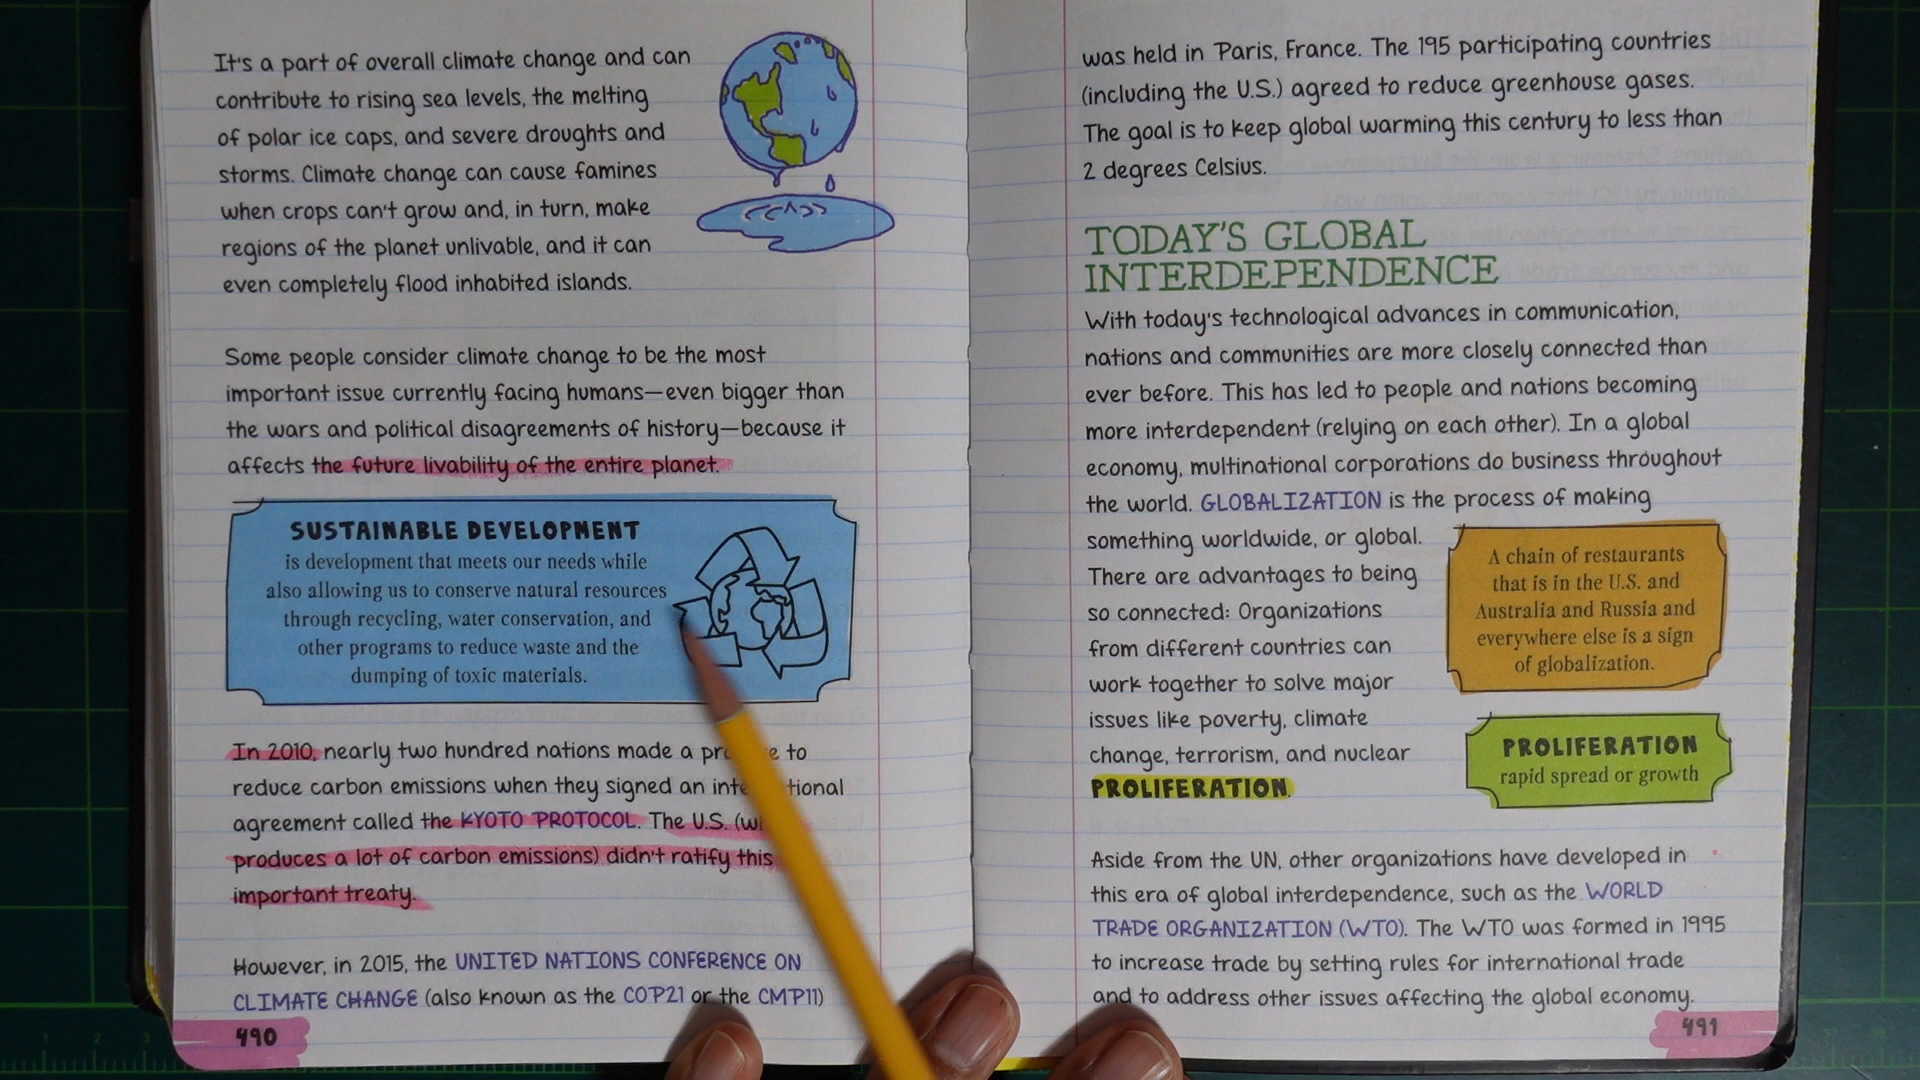 It's a part of overall climate change and can
contribute to rising sea levels, the melting
of polar ice caps, and severe droughts and
storms. Climate change can cause famines
when crops can't grow and, in turn, make
regions of the planet unlivable, and it can
even completely flood inhabited islands.
Some people consider climate change to be the most
important issue currently facing humans—even bigger than
the wars and political disagreements of history—because it
affects the future livability of the entire planet.
SUSTAINABLE DEVELOPMENT
is development that meets our needs while
also allowing us to conserve natural resources
through recycling, water conservation, and
other programs to reduce waste and the
dumping of toxic materials.
In 2010, nearly two hundred nations made a to
reduce carbon emissions when they signed an
agreement called the KYOTO PROTOCOL. The U.S.
produces a lot of carbon emissions) didn't ratify this
important treaty.
However, in 2015, the UNITED NATIONS CONFERENCE ON
CLIMATE CHANGE (also known as the COP21 or the CMP11)
490
was held in Paris, France. The 195 participating countries
(including the U.S.) agreed to reduce greenhouse gases.
The goal is to keep global warming this century to less than
2 degrees Celsius.
TODAY'S GLOBAL
INTERDEPENDENCE
With today's technological advances in communication,
nations and communities are more closely connected than
ever before. This has led to people and nations becoming
more interdependent (relying on each other). In a global
economy, multinational corporations do business throughout
the world. GLOBALIZATION is the process of making
something worldwide, or global.
There are advantages to being
so connected: Organizations
from different countries can
work together to solve major
issues like poverty, climate
change, terrorism, and nuclear
PROLIFERATION.
A chain of restaurants
that is in the U.S. and
Australia and Russia and
everywhere else is a sign
of globalization.
PROLIFERATION
rapid spread or growth
Aside from the UN, other organizations have developed in
this era of global interdependence, such as the WORLD
TRADE ORGANIZATION (WTO). The WTO was formed in 1995
to increase trade by setting rules for international trade
and to address other issues affecting the global economy.
491